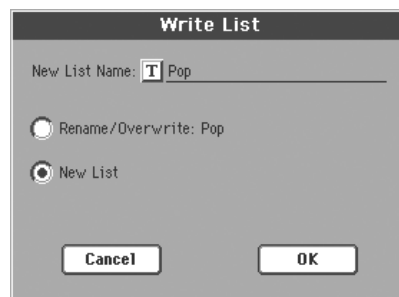 Write List
New List Name: T Pop
Rename/Overwrite: Pop
New List
Cancel OK